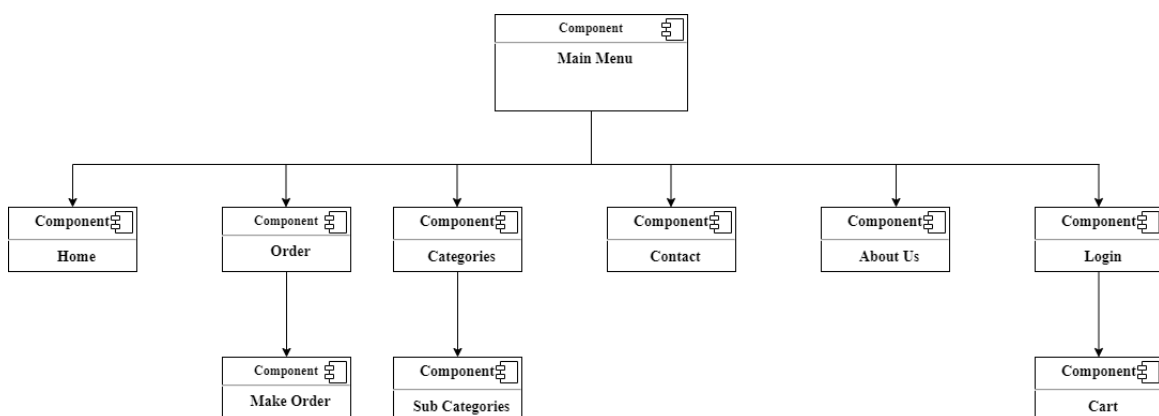 Component
Main Menu
Component
Home
Component
Order
Component
Categories
Component
Contact
Component
About Us
Component
Login
Component
Make Order
Component
Sub Categories
Component
Cart